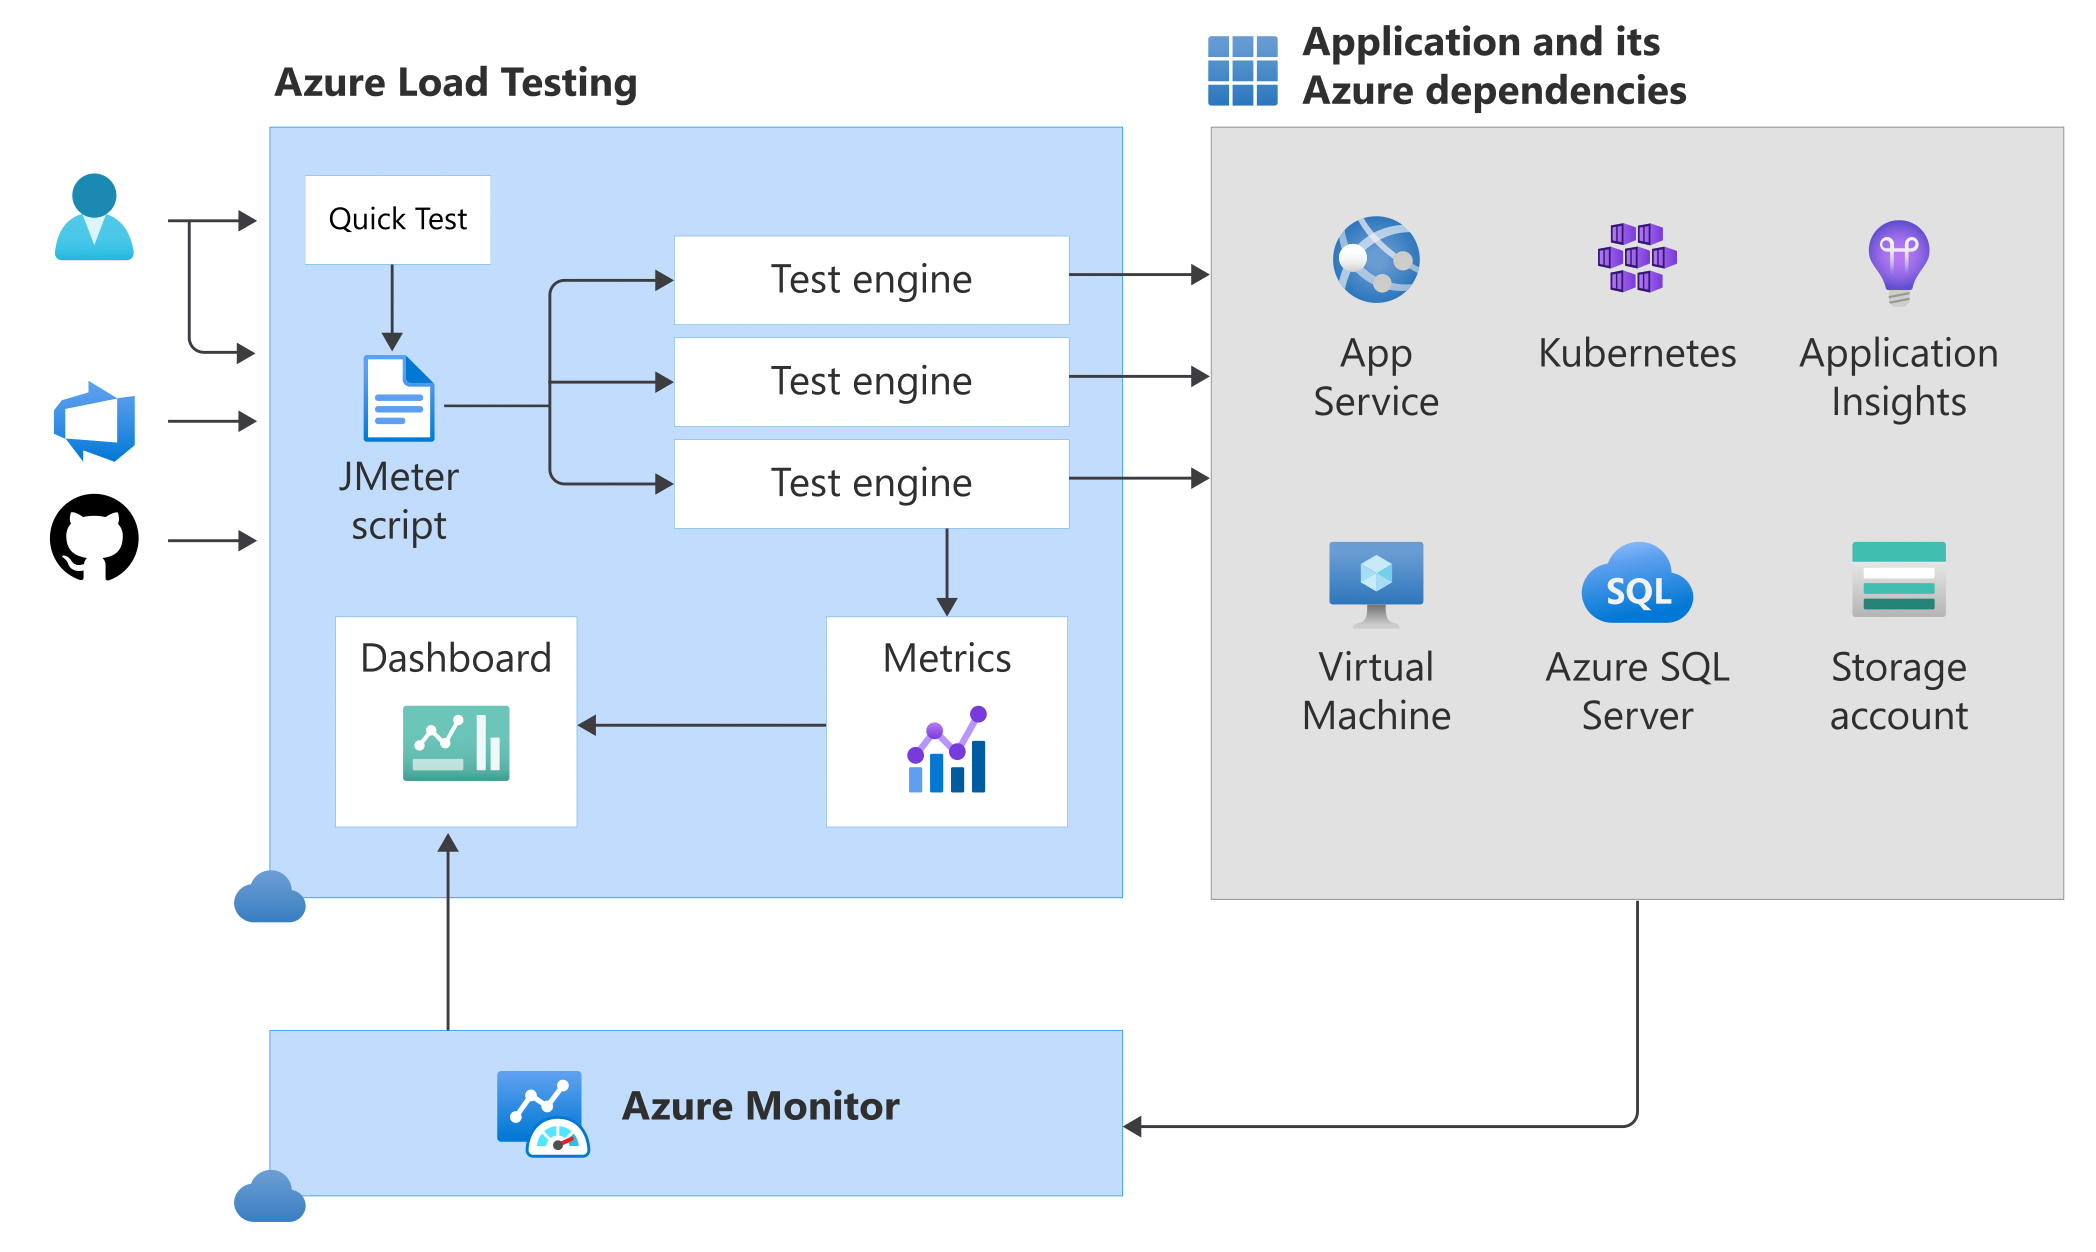 Azure Load Testing
Application and its
Azure dependencies
Quick Test
Test engine
Test engine
Test engine
JMeter
script
Dashboard
Metrics
App
Service
Kubernetes
Application
Insights
Virtual
Machine
SQL
Azure SQL
Server
Storage
account
Azure Monitor